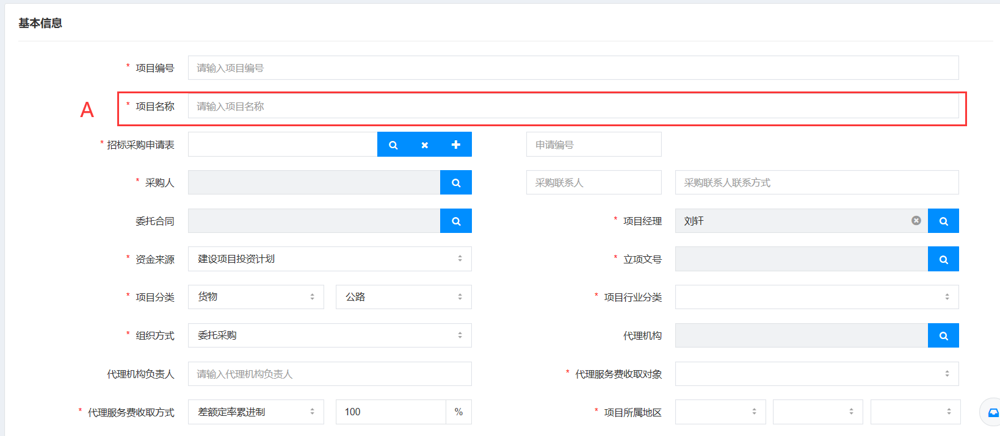 基本信息
* 项目编号 请输入项目编号
A * 项目名称 请输入项目名称
* 招标采购申请表 申请编号
* 采购人 采购联系人 采购联系人联系方式
委托合同 * 项目经理 刘轩
* 资金来源 建设项目投资计划 * 立项文号
* 项目分类 货物 公路 * 项目行业分类
* 组织方式 委托采购 代理机构
代理机构负责人 请输入代理机构负责人 * 代理服务费收取对象
* 代理服务费收取方式 差额定率累进制 100 % * 项目所属地区